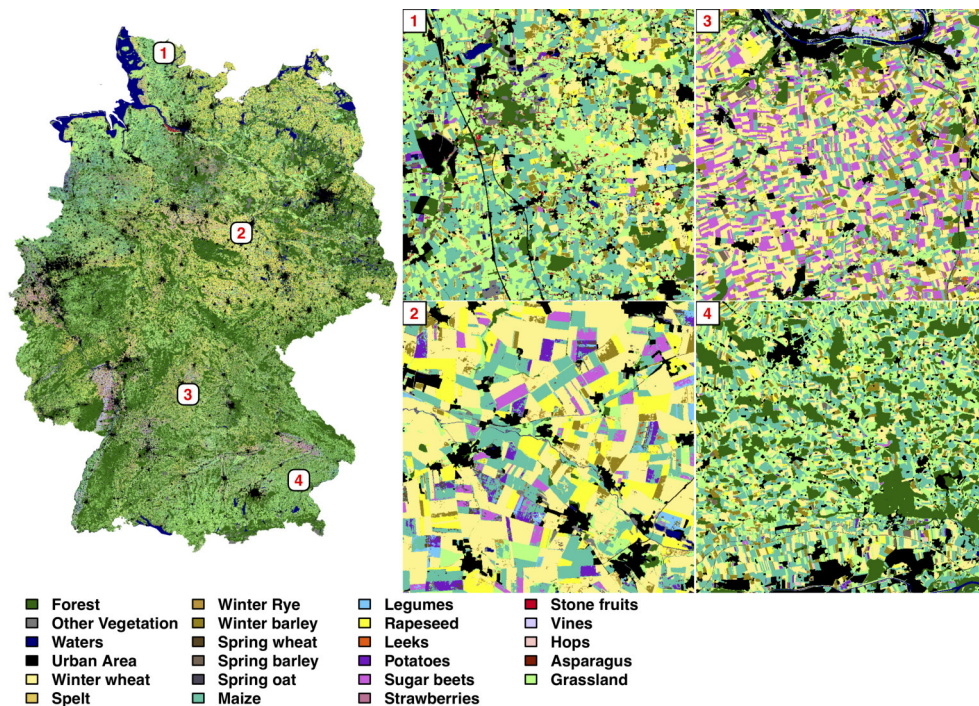 1
2
3
4
1
3
2
4
Forest
Other Vegetation
Waters
Urban Area
Winter wheat
Spelt
Winter Rye
Winter barley
Spring wheat
Spring barley
Spring oat
Maize
Legumes
Rapeseed
Leeks
Potatoes
Sugar beets
Strawberries
Stone fruits
Vines
Hops
Asparagus
Grassland